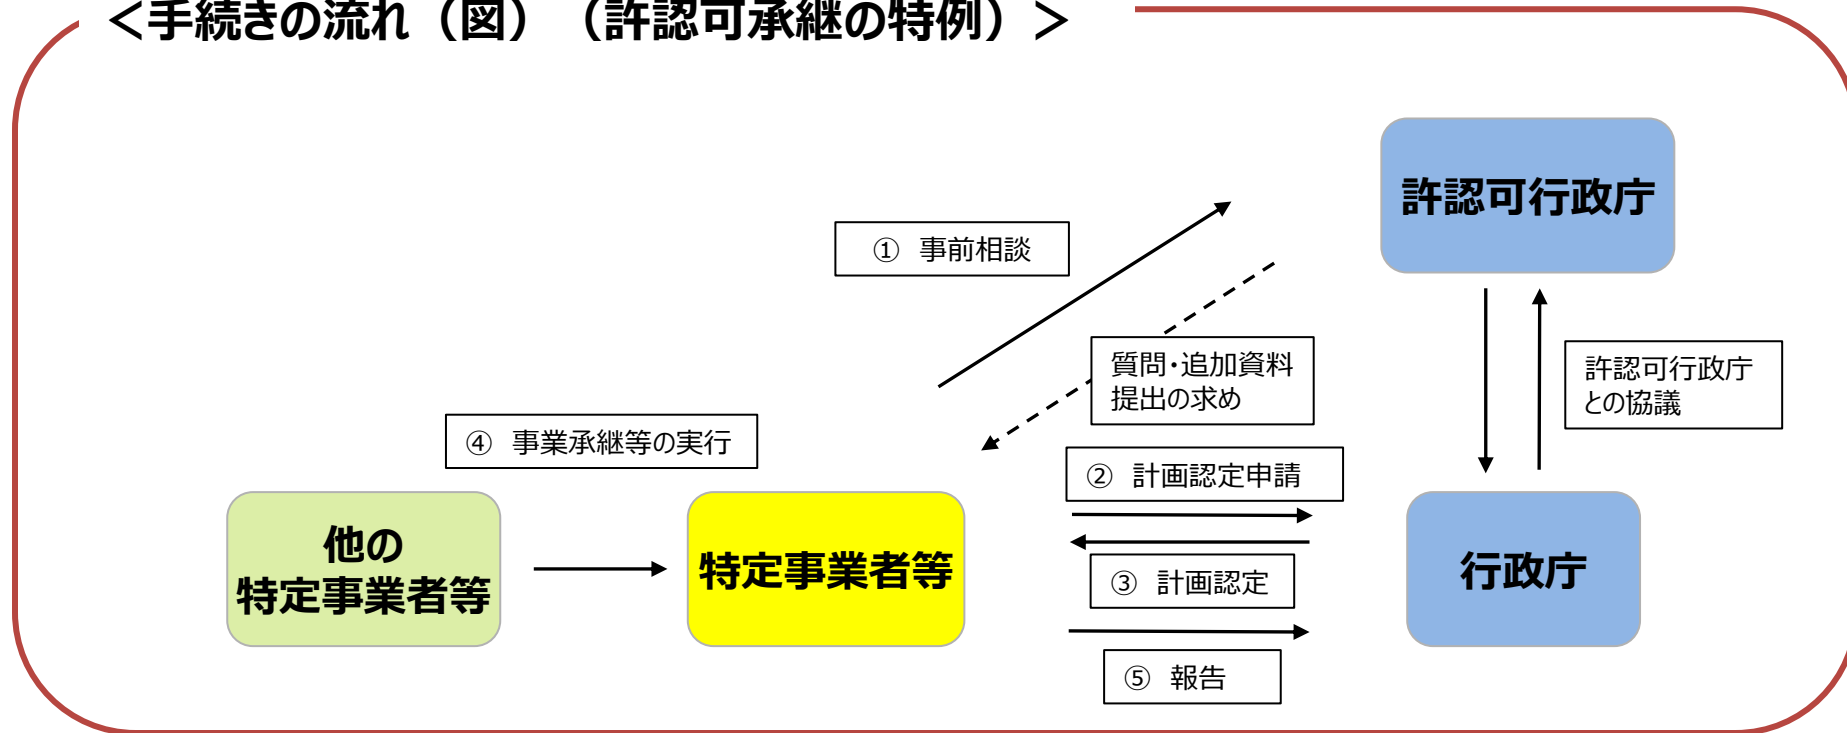 ＜手続きの流れ（図）（許認可承継の特例）＞
許認可行政庁
① 事前相談
質問・追加資料
提出の求め
許認可行政庁
との協議
④ 事業承継等の実行
② 計画認定申請
他の
特定事業者等
特定事業者等
③ 計画認定
行政庁
⑤ 報告